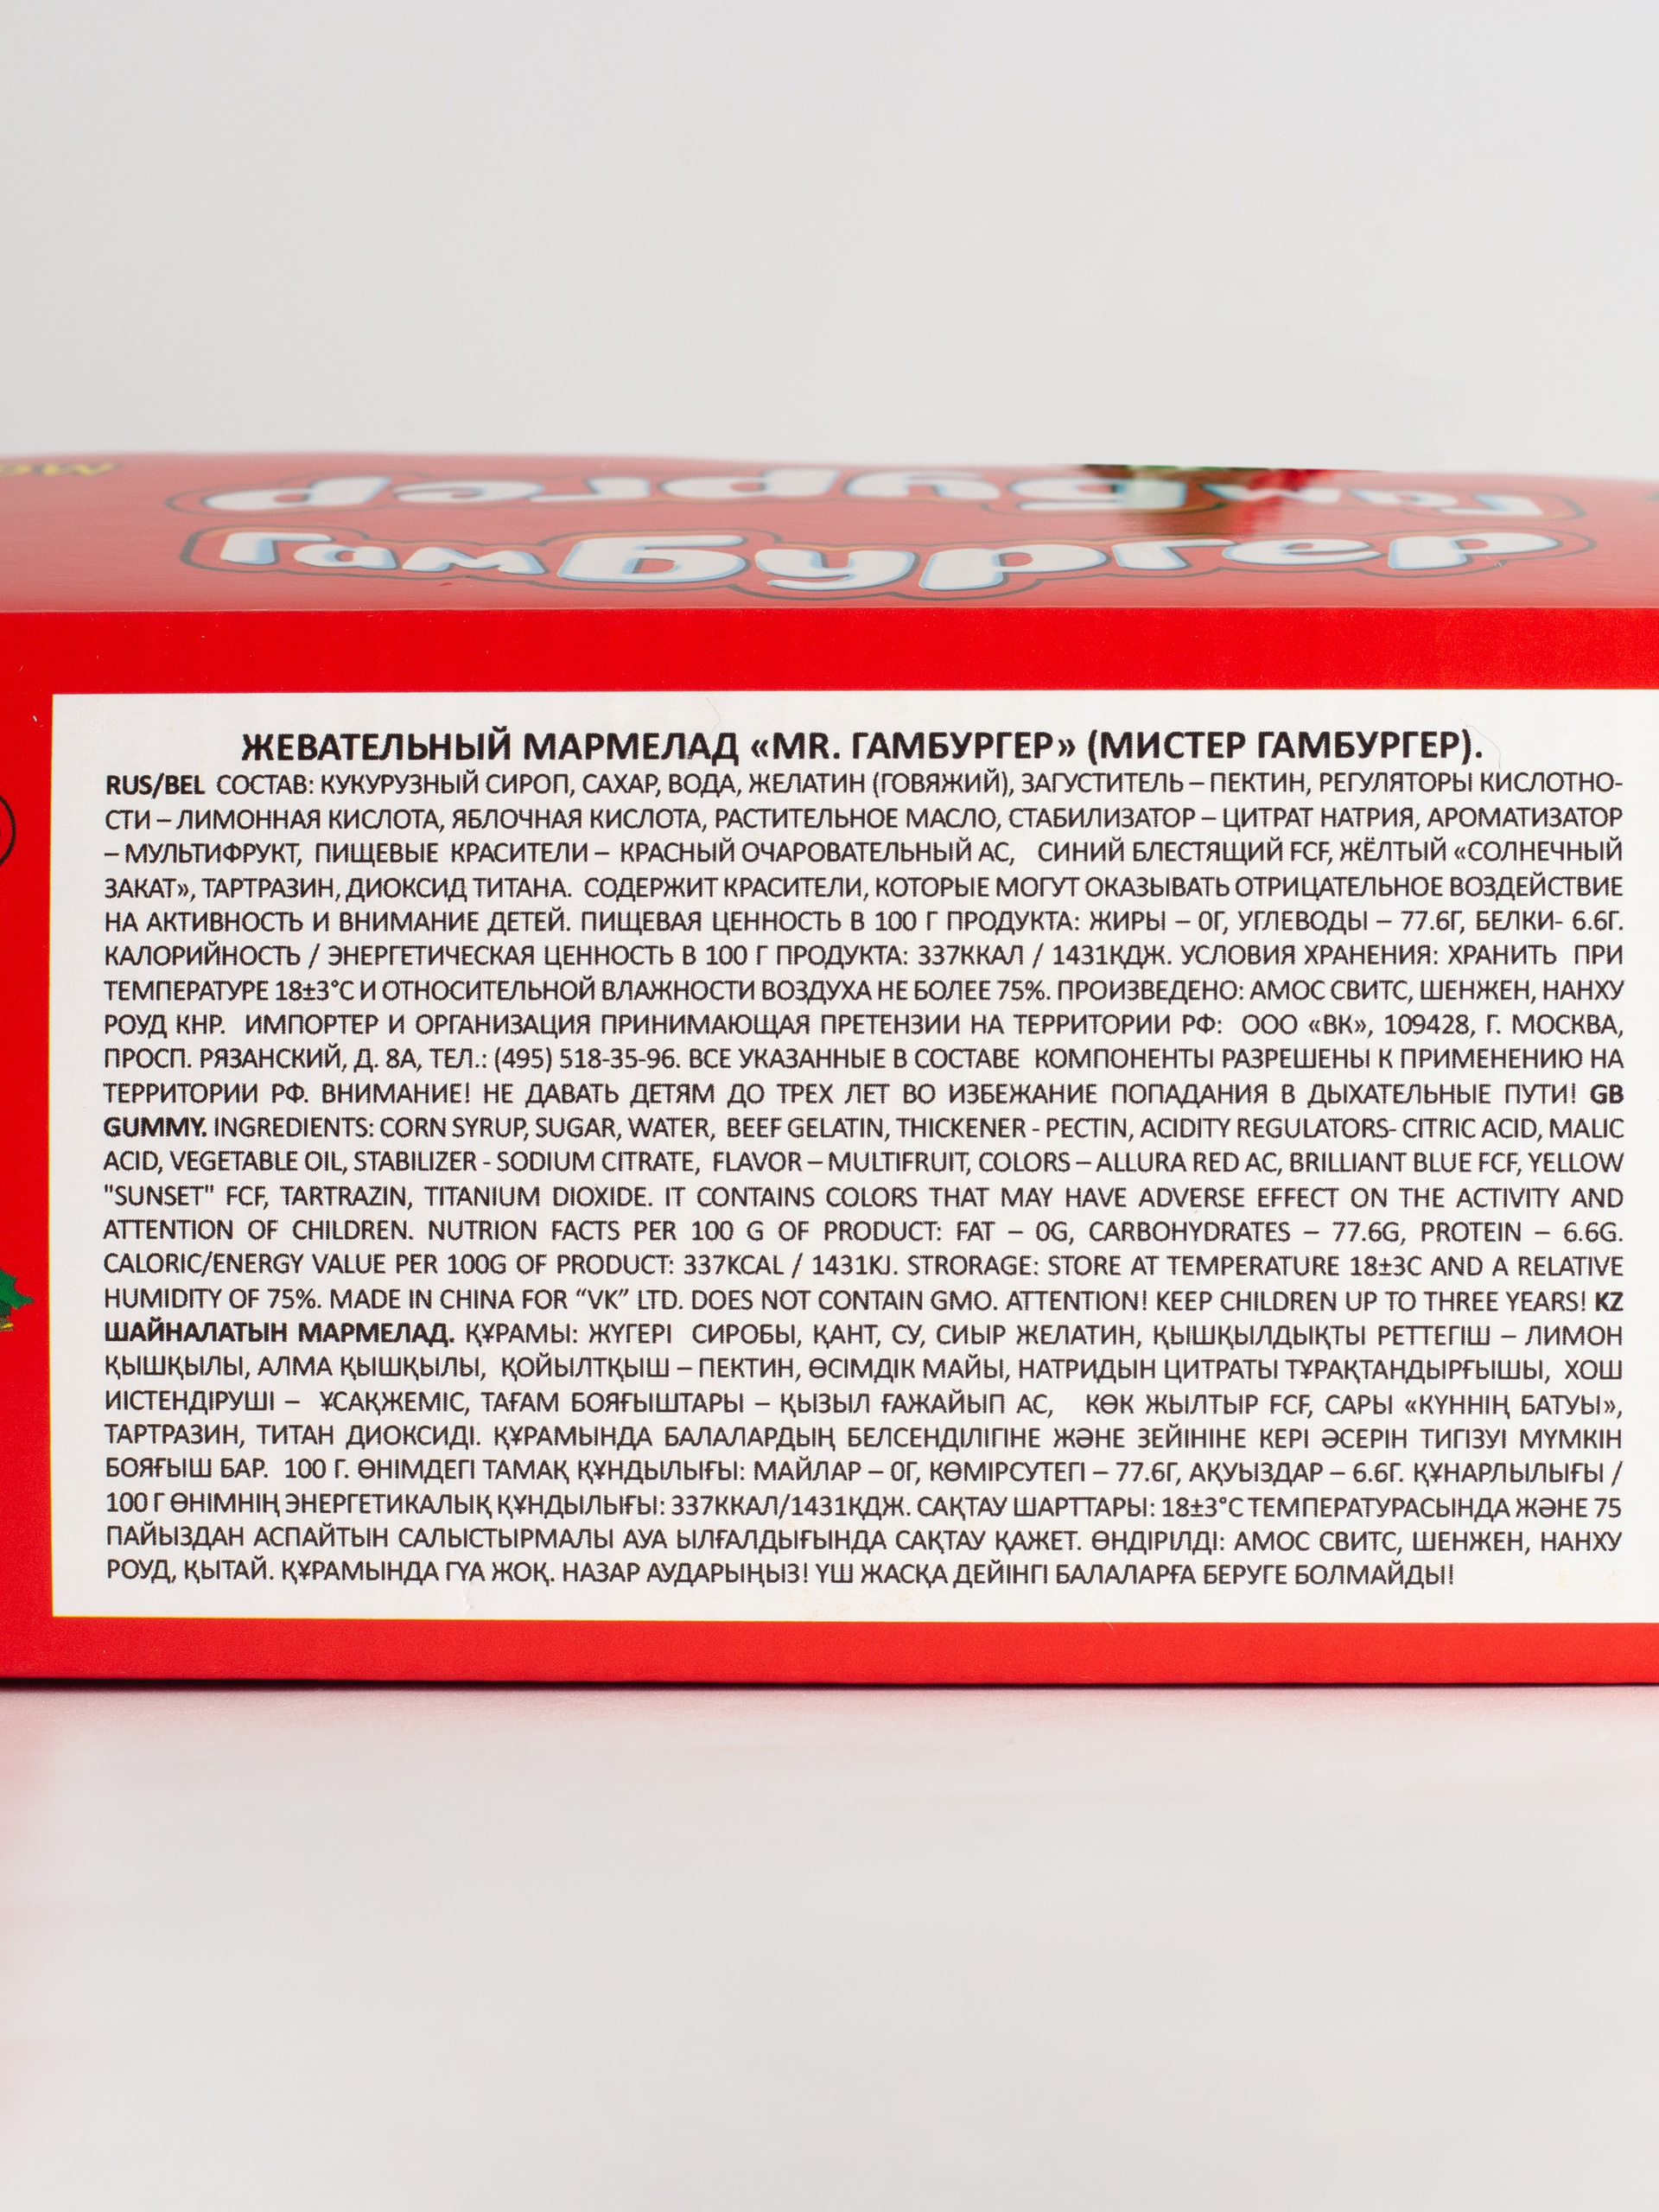 ГамБургер
ГамБургер
ЖЕВАТЕЛЬНЫЙ МАРМЕЛАД «MR. ГАМБУРГЕР» (МИСТЕР ГАМБУРГЕР).
RUS/BEL СОСТАВ: КУКУРУЗНЫЙ СИРОП, САХАР, ВОДА, ЖЕЛАТИН (ГОВЯЖИЙ), ЗАГУСТИТЕЛЬ – ПЕКТИН, РЕГУЛЯТОРЫ КИСЛОТНО-
СТИ – ЛИМОННАЯ КИСЛОТА, ЯБЛОЧНАЯ КИСЛОТА, РАСТИТЕЛЬНОЕ МАСЛО, СТАБИЛИЗАТОР – ЦИТРАТ НАТРИЯ, АРОМАТИЗАТОР
– МУЛЬТИФРУКТ, ПИЩЕВЫЕ КРАСИТЕЛИ – КРАСНЫЙ ОЧАРОВАТЕЛЬНЫЙ АС, СИНИЙ БЛЕСТЯЩИЙ FCF, ЖЁЛТЫЙ «СОЛНЕЧНЫЙ
ЗАКАТ», ТАРТРАЗИН, ДИОКСИД ТИТАНА. СОДЕРЖИТ КРАСИТЕЛИ, КОТОРЫЕ МОГУТ ОКАЗЫВАТЬ ОТРИЦАТЕЛЬНОЕ ВОЗДЕЙСТВИЕ
НА АКТИВНОСТЬ И ВНИМАНИЕ ДЕТЕЙ. ПИЩЕВАЯ ЦЕННОСТЬ В 100 Г ПРОДУКТА: ЖИРЫ – 0Г, УГЛЕВОДЫ – 77.6Г, БЕЛКИ- 6.6Г.
КАЛОРИЙНОСТЬ / ЭНЕРГЕТИЧЕСКАЯ ЦЕННОСТЬ В 100 Г ПРОДУКТА: 337ККАЛ / 1431КДЖ. УСЛОВИЯ ХРАНЕНИЯ: ХРАНИТЬ ПРИ
ТЕМПЕРАТУРЕ 18±3°С И ОТНОСИТЕЛЬНОЙ ВЛАЖНОСТИ ВОЗДУХА НЕ БОЛЕЕ 75%. ПРОИЗВЕДЕНО: АМОС СВИТС, ШЕНЖЕН, НАНХУ
РОУД КНР. ИМПОРТЕР И ОРГАНИЗАЦИЯ ПРИНИМАЮЩАЯ ПРЕТЕНЗИИ НА ТЕРРИТОРИИ РФ: ООО «ВК», 109428, Г. МОСКВА,
ПРОСП. РЯЗАНСКИЙ, Д. 8А, ТЕЛ.: (495) 518-35-96. ВСЕ УКАЗАННЫЕ В СОСТАВЕ КОМПОНЕНТЫ РАЗРЕШЕНЫ К ПРИМЕНЕНИЮ НА
ТЕРРИТОРИИ РФ. ВНИМАНИЕ! НЕ ДАВАТЬ ДЕТЯМ ДО ТРЕХ ЛЕТ ВО ИЗБЕЖАНИЕ ПОПАДАНИЯ В ДЫХАТЕЛЬНЫЕ ПУТИ! GB
GUMMY. INGREDIENTS: CORN SYRUP, SUGAR, WATER, BEEF GELATIN, THICKENER - PECTIN, ACIDITY REGULATORS- CITRIC ACID, MALIC
ACID, VEGETABLE OIL, STABILIZER - SODIUM CITRATE, FLAVOR – MULTIFRUIT, COLORS – ALLURA RED AC, BRILLIANT BLUE FCF, YELLOW
"SUNSET" FCF, TARTRAZIN, TITANIUM DIOXIDE. IT CONTAINS COLORS THAT MAY HAVE ADVERSE EFFECT ON THE ACTIVITY AND
ATTENTION OF CHILDREN. NUTRION FACTS PER 100 G OF PRODUCT: FAT – 0G, CARBOHYDRATES – 77.6G, PROTEIN – 6.6G.
CALORIC/ENERGY VALUE PER 100G OF PRODUCT: 337KCAL / 1431KJ. STRORAGE: STORE AT TEMPERATURE 18±3C AND A RELATIVE
HUMIDITY OF 75%. MADE IN CHINA FOR “VK” LTD. DOES NOT CONTAIN GMO. ATTENTION! KEEP CHILDREN UP TO THREE YEARS! KZ
ШАЙНАЛАТЫН МАРМЕЛАД. ҚҰРАМЫ: ЖҮГЕРІ СИРОБЫ, ҚАНТ, СУ, СИЫР ЖЕЛАТИН, ҚЫШҚЫЛДЫҚТЫ РЕТТЕГІШ – ЛИМОН
ҚЫШҚЫЛЫ, АЛМА ҚЫШҚЫЛЫ, ҚОЙЫЛТҚЫШ – ПЕКТИН, ӨСІМДІК МАЙЫ, НАТРИДЫН ЦИТРАТЫ ТҰРАҚТАНДЫРҒЫШЫ, ХОШ
ИІСТЕНДІРУШІ – ҰСАҚЖЕМІС, ТАҒАМ БОЯҒЫШТАРЫ – ҚЫЗЫЛ ҒАЖАЙЫП АС, КӨК ЖЫЛТЫР FCF, САРЫ «КҮННІҢ БАТУЫ»,
ТАРТРАЗИН, ТИТАН ДИОКСИДІ. ҚҰРАМЫНДА БАЛАЛАРДЫҢ БЕЛСЕНДІЛІГІНЕ ЖӘНЕ ЗЕЙІНІНЕ КЕРІ ӘСЕРІН ТИГІЗУІ МҮМКІН
БОЯҒЫШ БАР. 100 Г. ӨНІМДЕГІ ТАМАҚ ҚҰНДЫЛЫҒЫ: МАЙЛАР – 0Г, КӨМІРСУТЕГІ – 77.6Г, АҚУЫЗДАР – 6.6Г. ҚҰНАРЛЫЛЫҒЫ /
100 Г ӨНІМНІҢ ЭНЕРГЕТИКАЛЫҚ ҚҰНДЫЛЫҒЫ: 337ККАЛ/1431КДЖ. САҚТАУ ШАРТТАРЫ: 18±3°С ТЕМПЕРАТУРАСЫНДА ЖӘНЕ 75
ПАЙЫЗДАН АСПАЙТЫН САЛЫСТЫРМАЛЫ АУА ЫЛҒАЛДЫҒЫНДА САҚТАУ ҚАЖЕТ. ӨНДІРІЛДІ: АМОС СВИТС, ШЕНЖЕН, НАНХУ
РОУД, ҚЫТАЙ. ҚҰРАМЫНДА ГҮА ЖОҚ. НАЗАР АУДАРЫҢЫЗ! ҮШ ЖАСҚА ДЕЙІНГІ БАЛАЛАРҒА БЕРУГЕ БОЛМАЙДЫ!